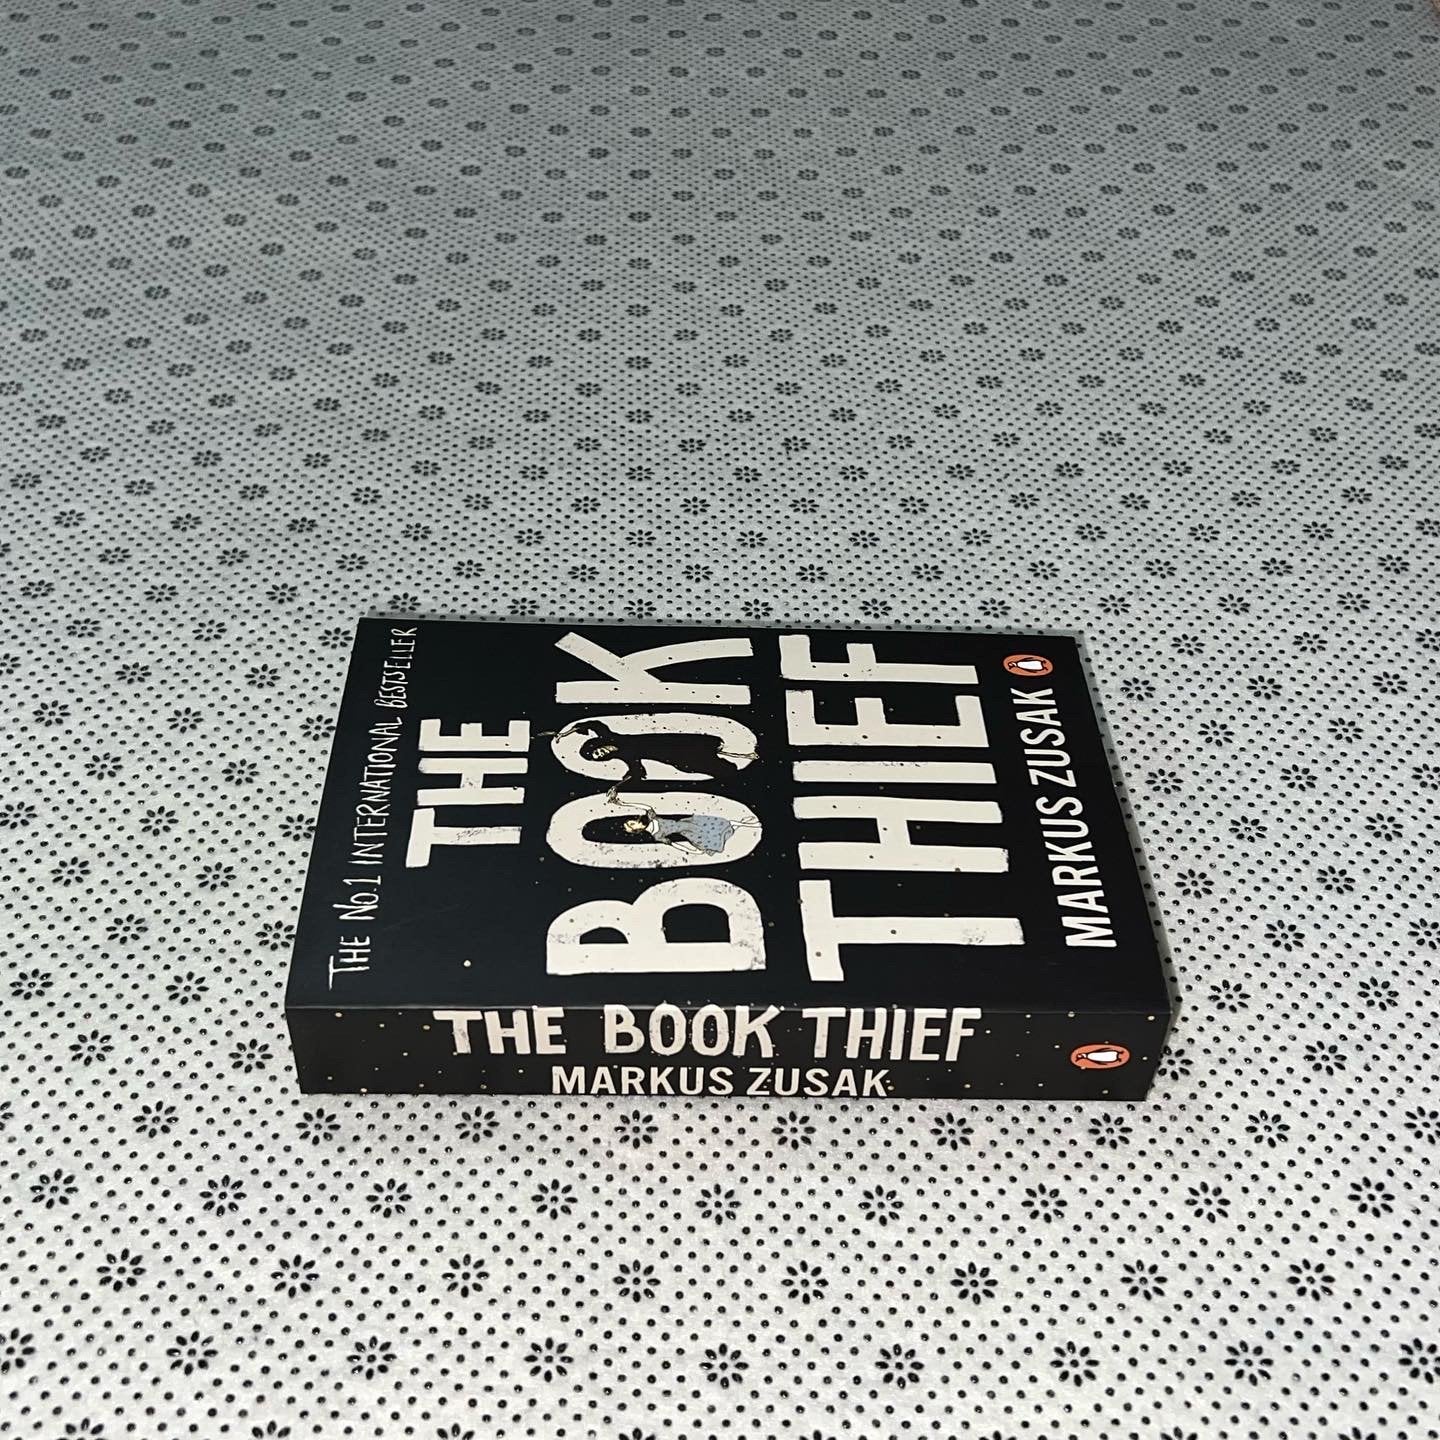 THE NO.1 INTERNATIONAL BESTSELLER
THE
BOOK
THIEF
MARKUS ZUSAK
THE BOOK THIEF
MARKUS ZUSAK